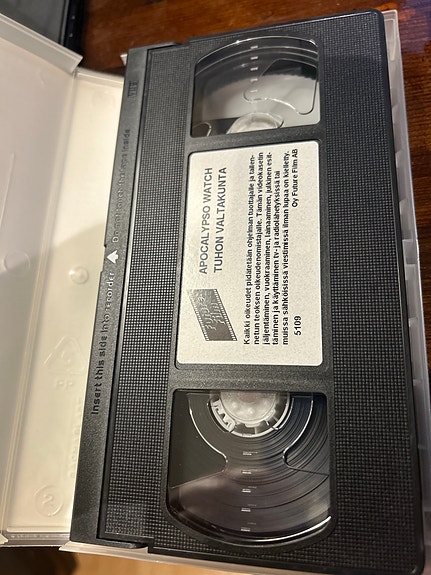 APOCALYPSO WATCH
TUHON VALTAKUNTA
Kaikki oikeudet pidätetään ohjelman tuottajalle ja tallen-
netun teoksen oikeudenomistajalle. Tämän videokasetin
jäljentäminen, vuokraaminen, lainaaminen, julkinen esit-
täminen ja käyttäminen tv- ja radiolähetyksissä tai
muissa sähköisissä viestimissä ilman lupaa on kielletty.
5109
Oy Future Film AB
Insert this side into recorder